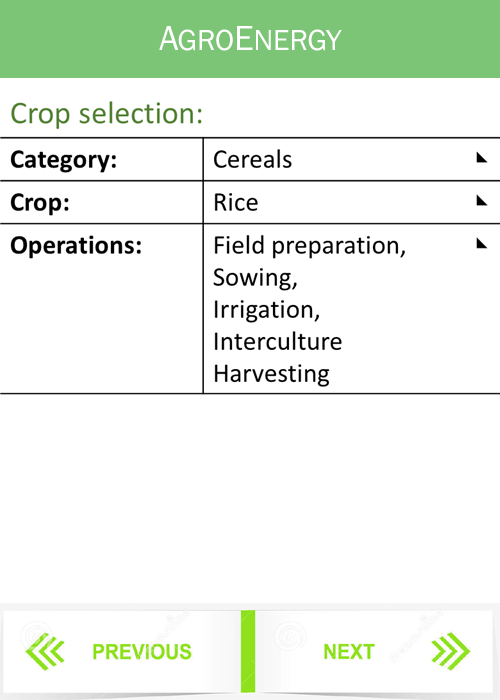 AGROENERGY
Crop selection:
Category: Cereals
Crop: Rice
Operations: Field preparation,
Sowing,
Irrigation,
Interculture
Harvesting
PREVIOUS NEXT